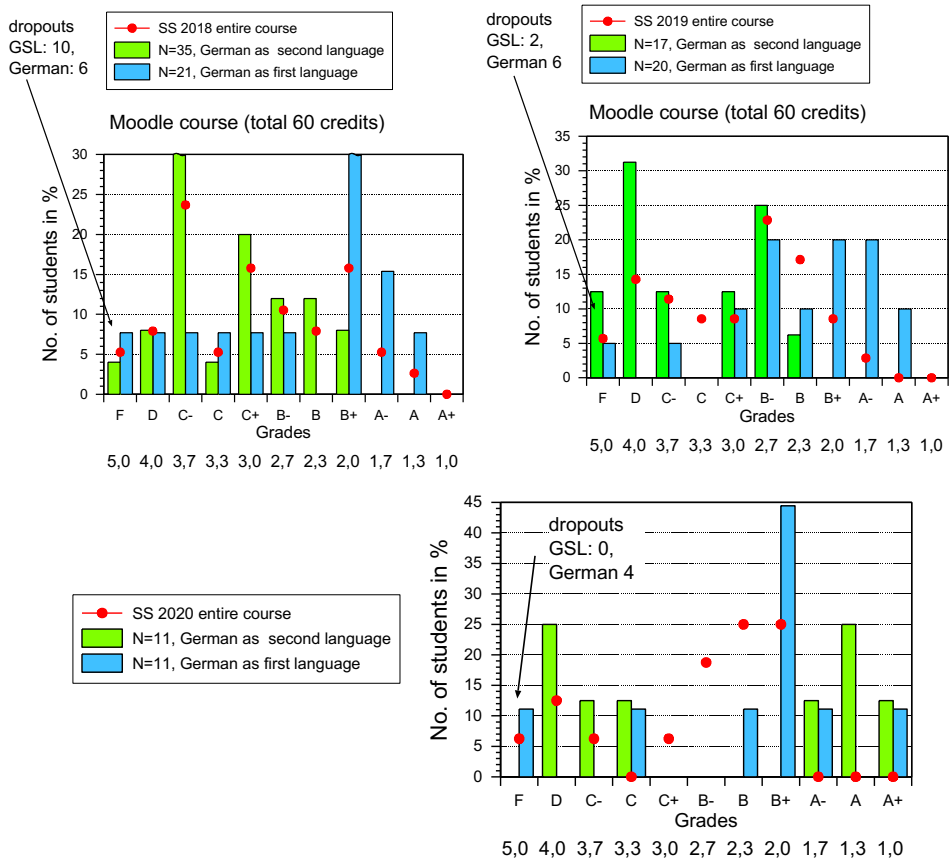 dropouts
GSL: 10,
German: 6
SS 2018 entire course
N=35, German as second language
N=21, German as first language
Moodle course (total 60 credits)
No. of students in %
30
20
15
10
5
0
F D C- C C+ B- B B+ A- A A+
Grades
5,0 4,0 3,7 3,3 3,0 2,7 2,3 2,0 1,7 1,3 1,0
dropouts
GSL: 2,
German 6
SS 2019 entire course
N=17, German as second language
N=20, German as first language
Moodle course (total 60 credits)
No. of students in %
35
30
25
20
15
10
5
0
F D C- C C+ B- B B+ A- A A+
Grades
5,0 4,0 3,7 3,3 3,0 2,7 2,3 2,0 1,7 1,3 1,0
SS 2020 entire course
N=11, German as second language
N=11, German as first language
dropouts
GSL: 0,
German 4
No. of students in %
45
40
35
30
25
20
15
10
5
0
F D C- C C+ B- B B+ A- A A+
Grades
5,0 4,0 3,7 3,3 3,0 2,7 2,3 2,0 1,7 1,3 1,0